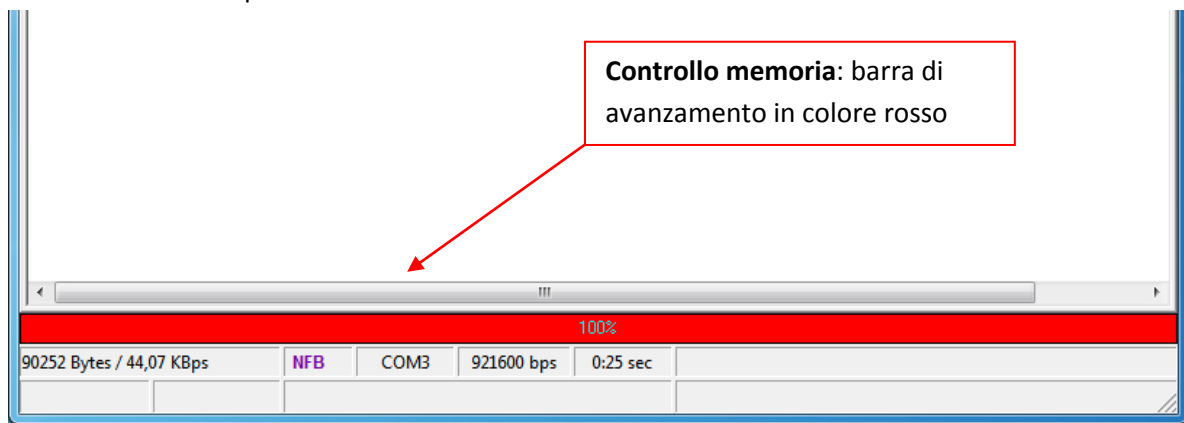 Controllo memoria: barra di
avanzamento in colore rosso
100%
90252 Bytes / 44,07 KBps NFB COM3 921600 bps 0:25 sec